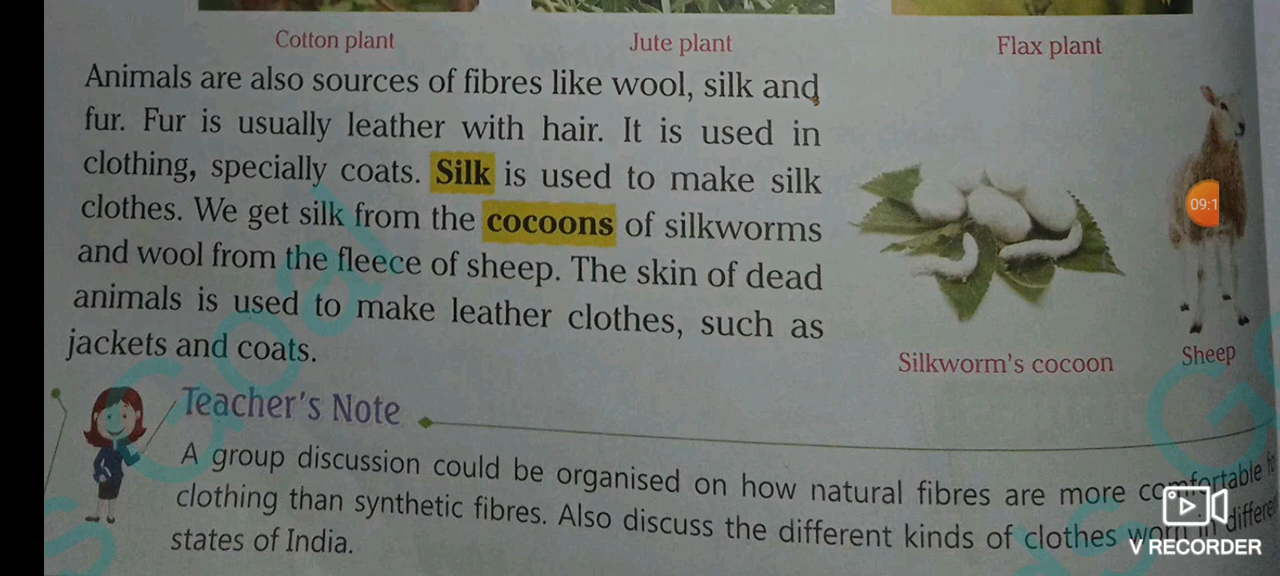 Cotton plant
Jute plant
Flax plant
Animals are also sources of fibres like wool, silk and
fur. Fur is usually leather with hair. It is used in
clothing, specially coats. Silk is used to make silk
clothes. We get silk from the cocoons of silkworms
and wool from the fleece of sheep. The skin of dead
animals is used to make leather clothes, such as
jackets and coats.
09:1
Silkworm's cocoon
Sheep
Teacher's Note
A group discussion could be organised on how natural fibres are more comfortable
clothing than synthetic fibres. Also discuss the different kinds of clothes worn in
states of India.
V RECORDER